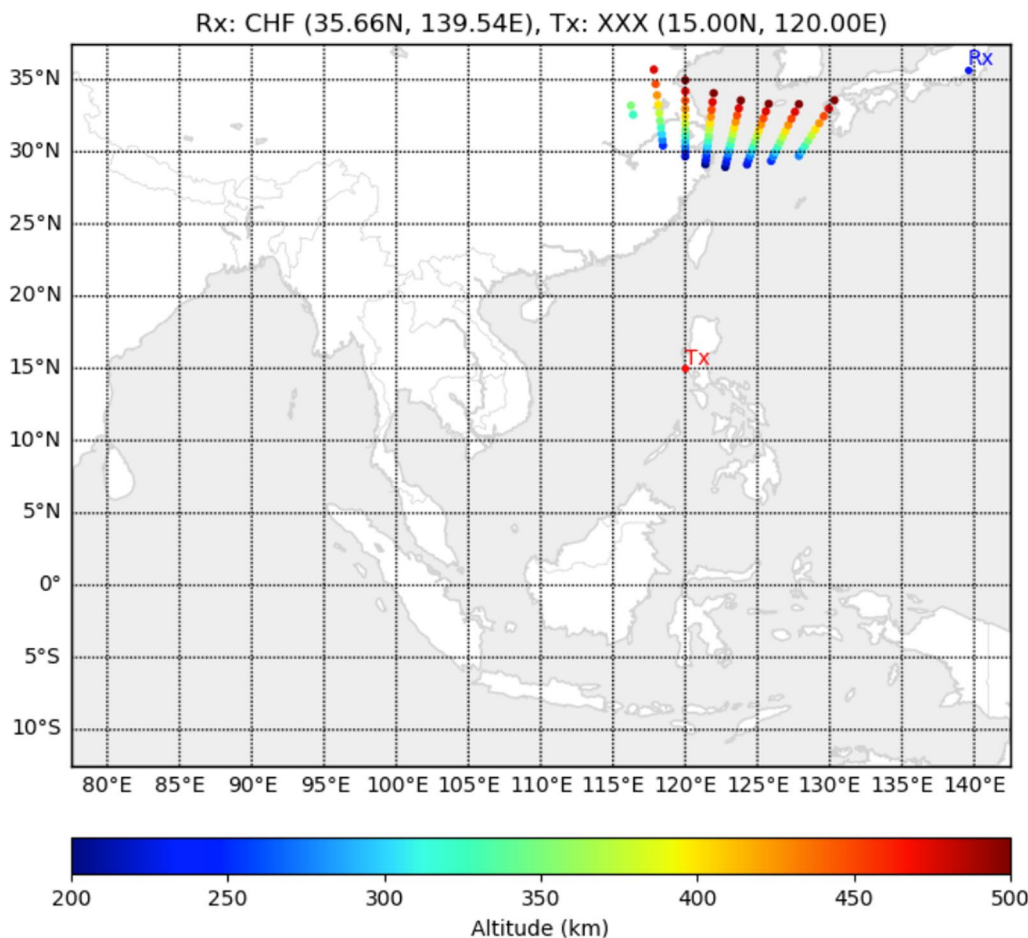 Rx: CHF (35.66N, 139.54E), Tx: XXX (15.00N, 120.00E)
Rx
35°N
30°N
25°N
20°N
Tx
15°N
10°N
5°N
0°
5°S
10°S
80°E 85°E 90°E 95°E 100°E 105°E 110°E 115°E 120°E 125°E 130°E 135°E 140°E
200 250 300 350 400 450 500
Altitude (km)